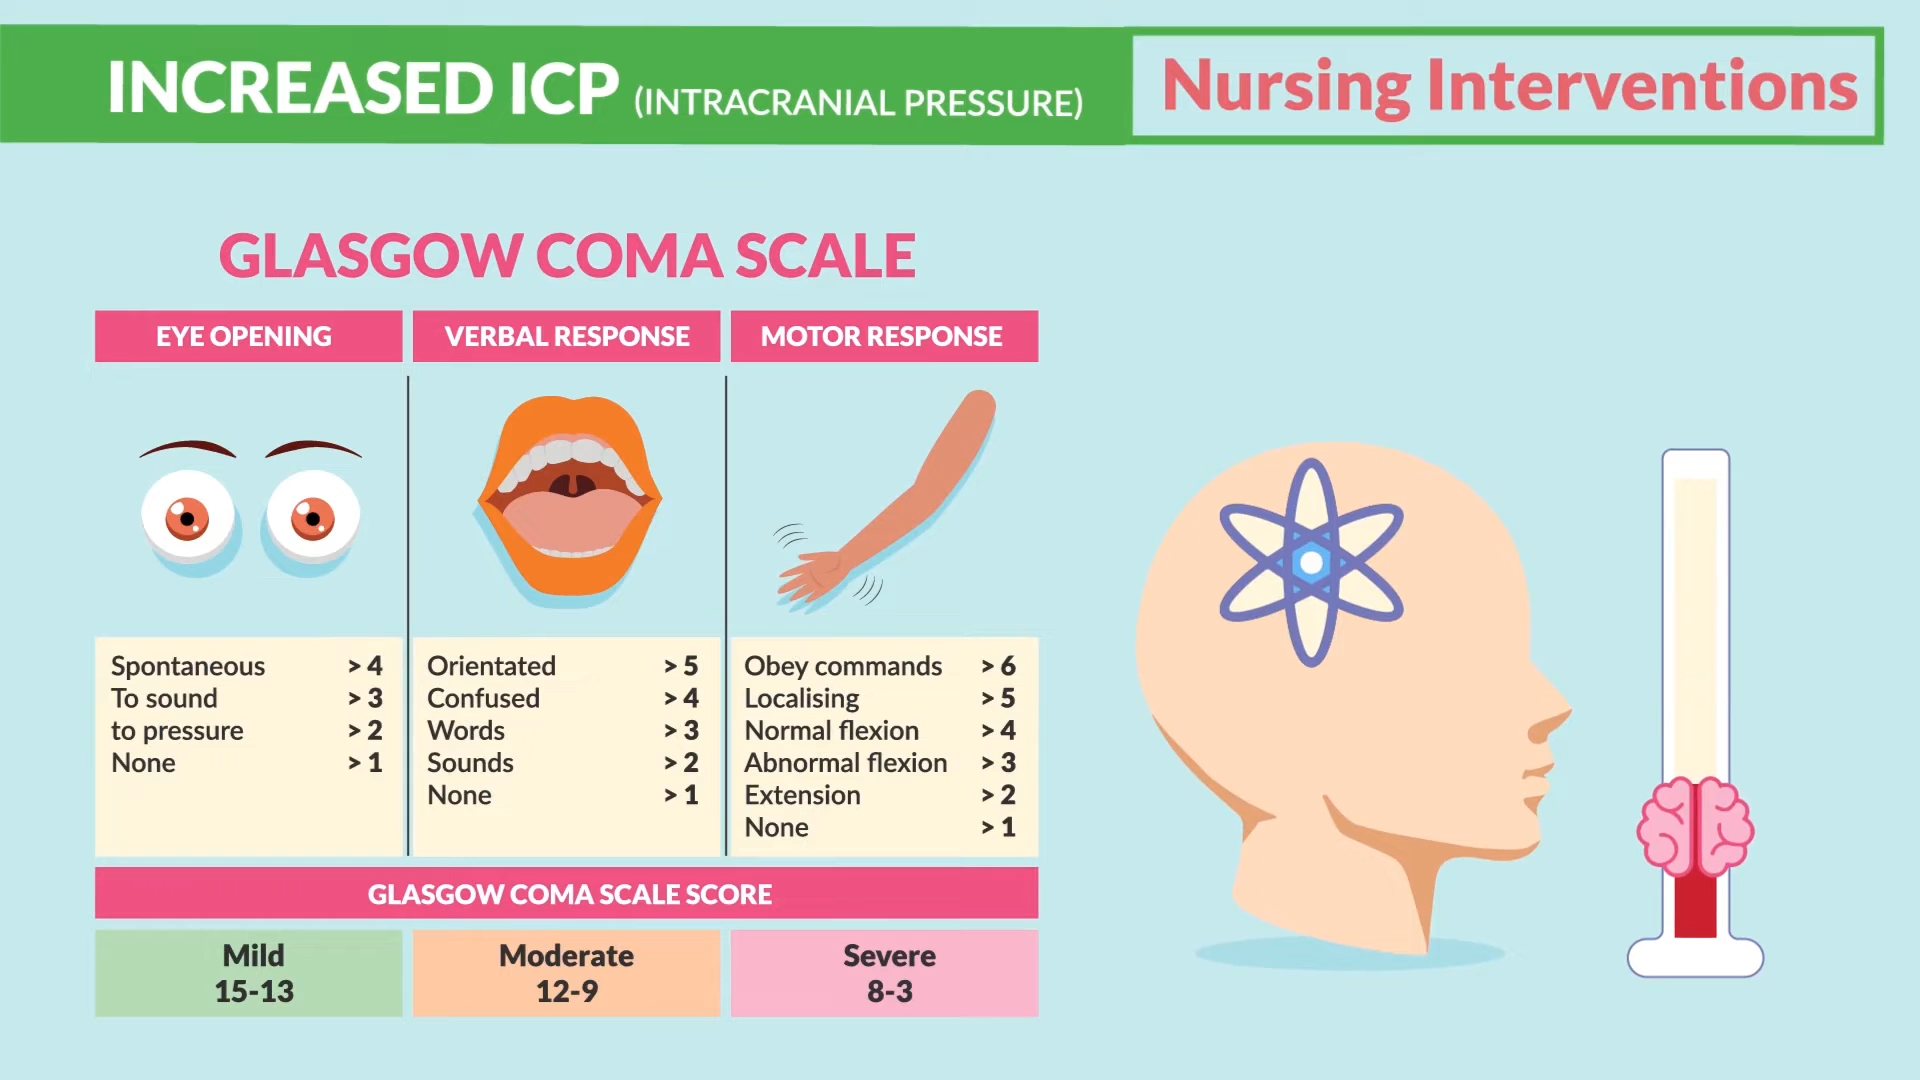 INCREASED ICP (INTRACRANIAL PRESSURE)
Nursing Interventions
GLASGOW COMA SCALE
EYE OPENING
Spontaneous > 4
To sound > 3
to pressure > 2
None > 1
VERBAL RESPONSE
Orientated > 5
Confused > 4
Words > 3
Sounds > 2
None > 1
MOTOR RESPONSE
Obey commands > 6
Localising > 5
Normal flexion > 4
Abnormal flexion > 3
Extension > 2
None > 1
GLASGOW COMA SCALE SCORE
Mild
15-13
Moderate
12-9
Severe
8-3